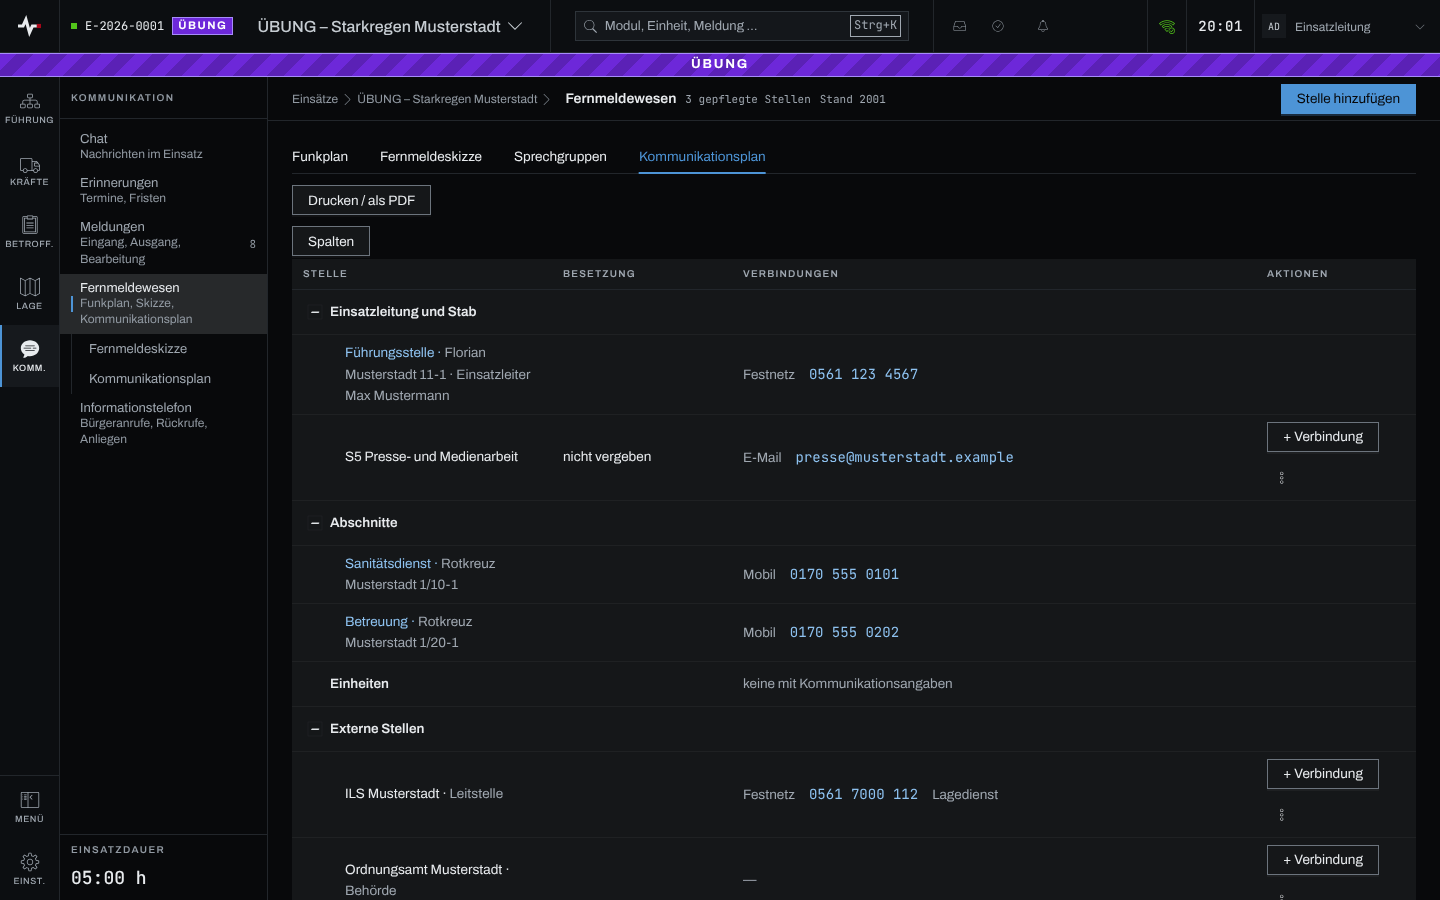 E-2026-0001 ÜBUNG ÜBUNG – Starkregen Musterstadt
Modul, Einheit, Meldung ... Strg+K
20:01
AD Einsatzleitung
ÜBUNG
FÜHRUNG
KRÄFTE
BETROFF.
LAGE
KOMM.
MENÜ
EINST.
KOMMUNIKATION
Chat
Nachrichten im Einsatz
Erinnerungen
Termine, Fristen
Meldungen
Eingang, Ausgang,
Bearbeitung
8
Fernmeldewesen
Funkplan, Skizze,
Kommunikationsplan
Fernmeldeskizze
Kommunikationsplan
Informationstelefon
Bürgeranrufe, Rückrufe,
Anliegen
EINSATZDAUER
05:00 h
Einsätze ÜBUNG – Starkregen Musterstadt Fernmeldewesen 3 gepflegte Stellen Stand 2001
Stelle hinzufügen
Funkplan Fernmeldeskizze Sprechgruppen Kommunikationsplan
Drucken / als PDF
Spalten
STELLE BESETZUNG VERBINDUNGEN AKTIONEN
– Einsatzleitung und Stab
Führungsstelle · Florian
Musterstadt 11-1 · Einsatzleiter
Max Mustermann
Festnetz 0561 123 4567
S5 Presse- und Medienarbeit nicht vergeben E-Mail presse@musterstadt.example
+ Verbindung
– Abschnitte
Sanitätsdienst · Rotkreuz
Musterstadt 1/10-1
Mobil 0170 555 0101
Betreuung · Rotkreuz
Musterstadt 1/20-1
Mobil 0170 555 0202
Einheiten keine mit Kommunikationsangaben
– Externe Stellen
ILS Musterstadt · Leitstelle Festnetz 0561 7000 112 Lagedienst
+ Verbindung
Ordnungsamt Musterstadt ·
Behörde
—
+ Verbindung